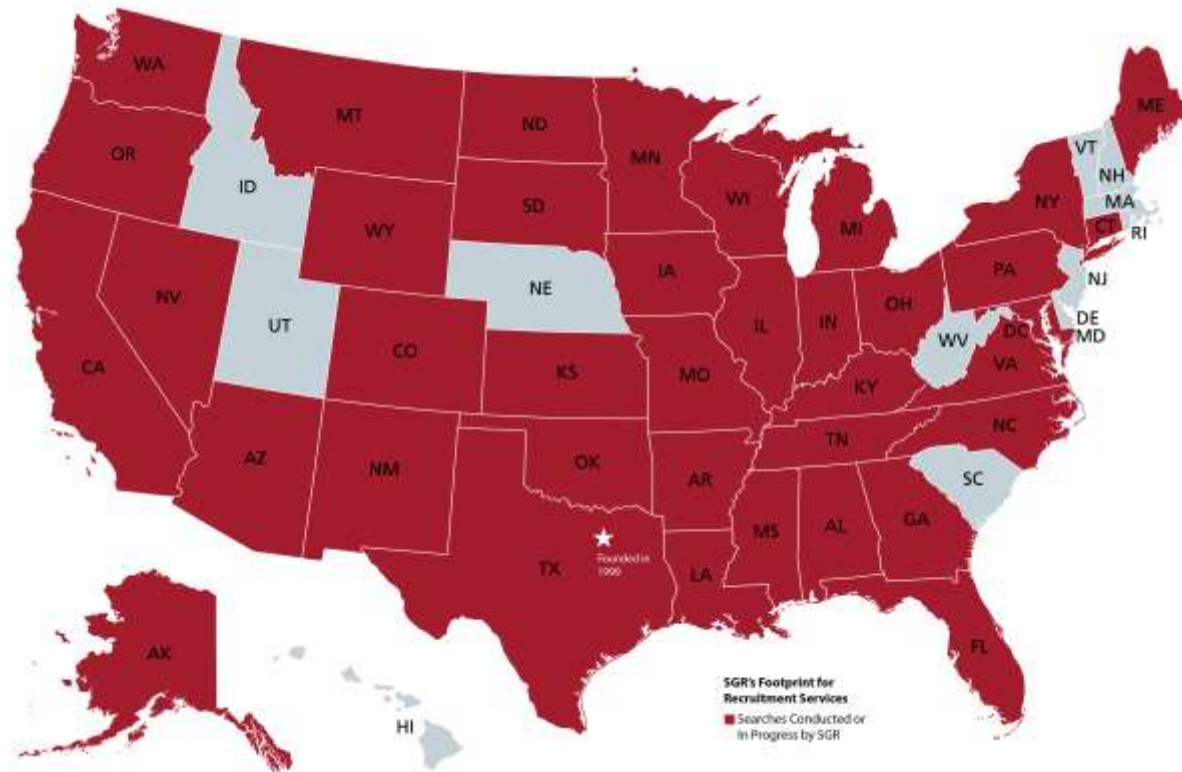 WA
MT
ND
MN
ME
OR
ID
SD
WI
VT
NH
NY
MA
MI
CT
RI
WY
IA
PA
NV
NE
OH
NJ
UT
IL
IN
DE
MD
DC
WV
CO
KS
MO
KY
VA
CA
NC
TN
AZ
NM
OK
AR
SC
MS
AL
GA
TX
Founded in
1999
LA
AK
FL
HI
SGR's Footprint for
Recruitment Services
Searches Conducted or
In Progress by SGR